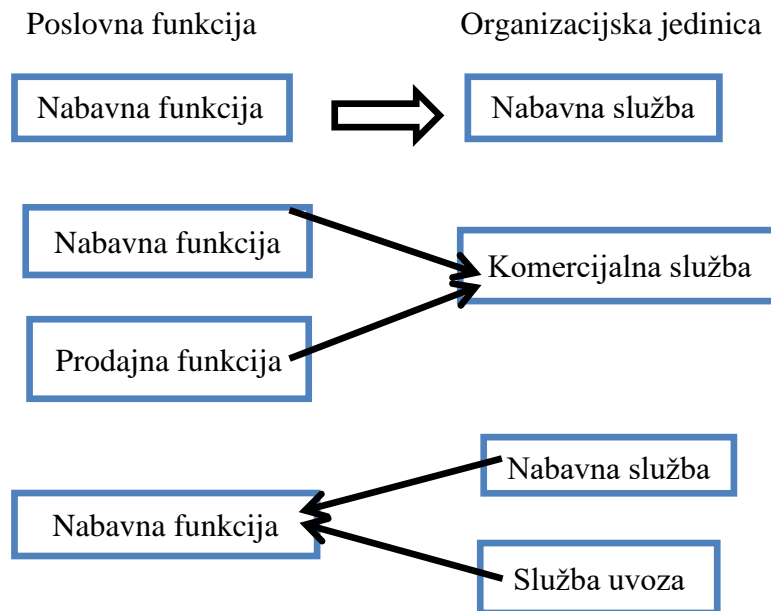 Poslovna funkcija
Organizacijska jedinica
Nabavna funkcija
Nabavna služba
Nabavna funkcija
Komercijalna služba
Prodajna funkcija
Nabavna služba
Nabavna funkcija
Služba uvoza